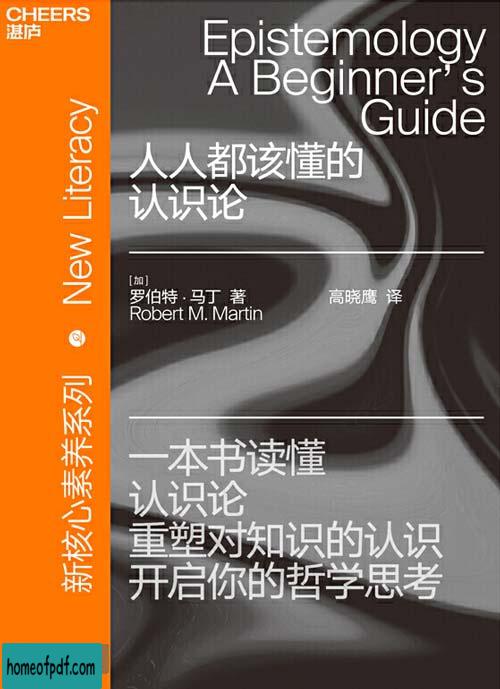 CHEERS
湛庐
Epistemology
A Beginner's
Guide
人人都该懂的
认识论
[加]
罗伯特·马丁 著
Robert M. Martin
高晓鹰 译
New Literacy
新核心素养系列
一本书读懂
认识论
重塑对知识的认识
开启你的哲学思考
homeofpdf.com